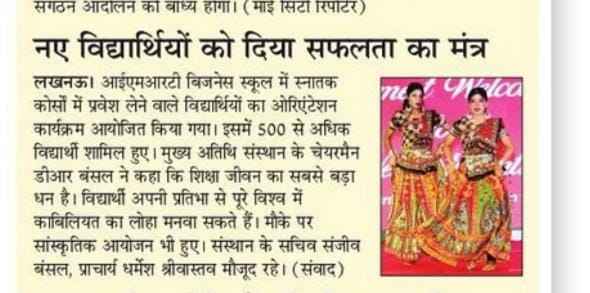 संगठन आंदोलन को बाध्य होगा। (माई सिटी रिपोर्टर)
नए विद्यार्थियों को दिया सफलता का मंत्र
लखनऊ। आईएमआरटी बिजनेस स्कूल में स्नातक
कोर्सों में प्रवेश लेने वाले विद्यार्थियों का ओरिएंटेशन
कार्यक्रम आयोजित किया गया। इसमें 500 से अधिक
विद्यार्थी शामिल हुए। मुख्य अतिथि संस्थान के चेयरमैन
डीआर बंसल ने कहा कि शिक्षा जीवन का सबसे बड़ा
धन है। विद्यार्थी अपनी प्रतिभा से पूरे विश्व में
काबिलियत का लोहा मनवा सकते हैं। मौके पर
सांस्कृतिक आयोजन भी हुए। संस्थान के सचिव संजीव
बंसल, प्राचार्य धर्मेश श्रीवास्तव मौजूद रहे। (संवाद)